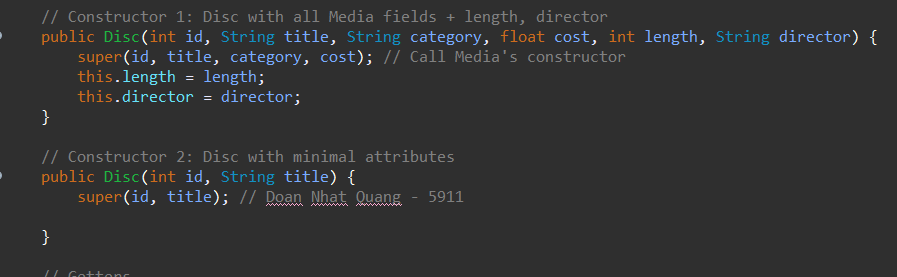 // Constructor 1: Disc with all Media fields + length, director
public Disc(int id, String title, String category, float cost, int length, String director) {
super(id, title, category, cost); // Call Media's constructor
this.length = length;
this.director = director;
}
// Constructor 2: Disc with minimal attributes
public Disc(int id, String title) {
super(id, title); // Doan Nhat Quang - 5911
}
// Getters